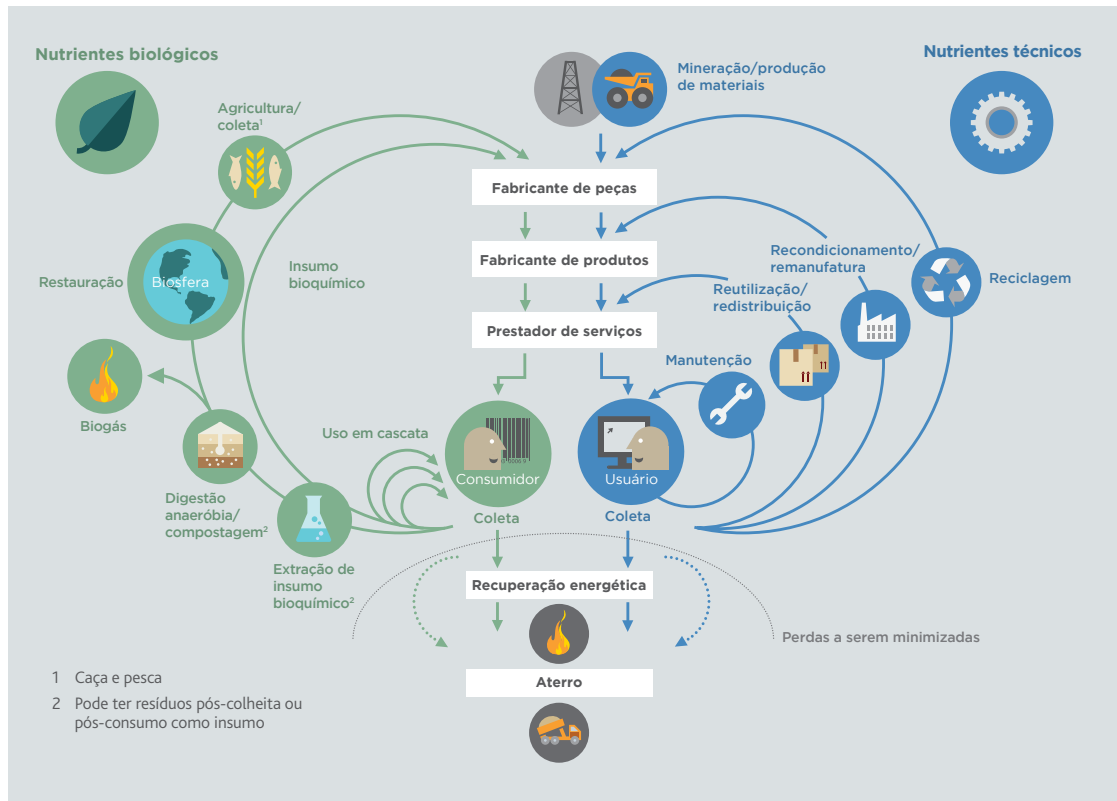 Nutrientes biológicos
Nutrientes técnicos
Mineração/produção
de materiais
Agricultura/
coleta¹
Fabricante de peças
Fabricante de produtos
Prestador de serviços
Recondicionamento/
remanufatura
Reciclagem
Reutilização/
redistribuição
Manutenção
Restauração
Biosfera
Insumo
bioquímico
Biogás
Uso em cascata
Consumidor
Usuário
Coleta
Coleta
Digestão
anaeróbia/
compostagem²
Extração de
insumo
bioquímico²
Recuperação energética
Perdas a serem minimizadas
Aterro
1 Caça e pesca
2 Pode ter resíduos pós-colheita ou
pós-consumo como insumo